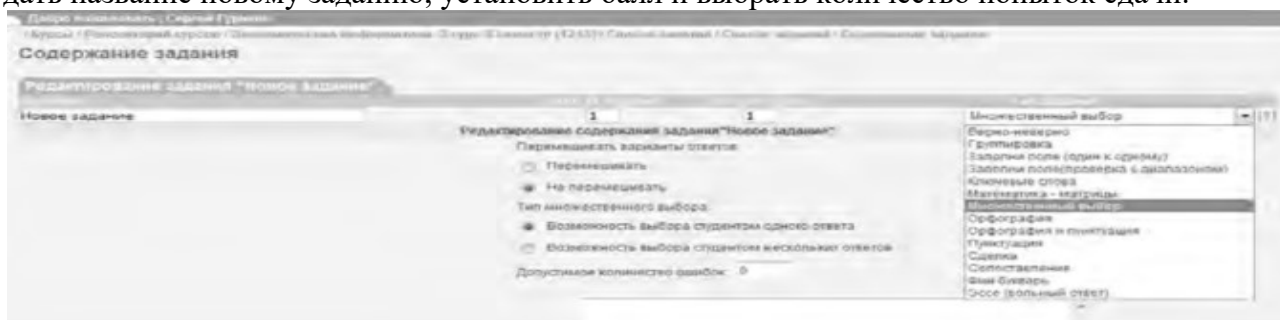 дать название новому заданию, установить балл и выбрать количество попыток сдачи.
Содержание задания
Редактирование задания "Новое задание"
Новое задание 1 1 Множественный выбор
Редактирование содержания задания"Новое задание"
Перемешивать варианты ответов
Перемешивать
Не перемешивать
Тип множественного выбора
Возможность выбора студентом одного ответа
Возможность выбора студентом нескольких ответов
Допустимое количество ошибок 0
Верно-неверно
Группировка
Заполни поле (один к одному)
Заполни поле(проверка с диапазоном)
Ключевые слова
Математика - матрицы
Множественный выбор
Орфография
Орфография и пунктуация
Пунктуация
Сделка
Сопоставление
Эссе (вольный ответ)